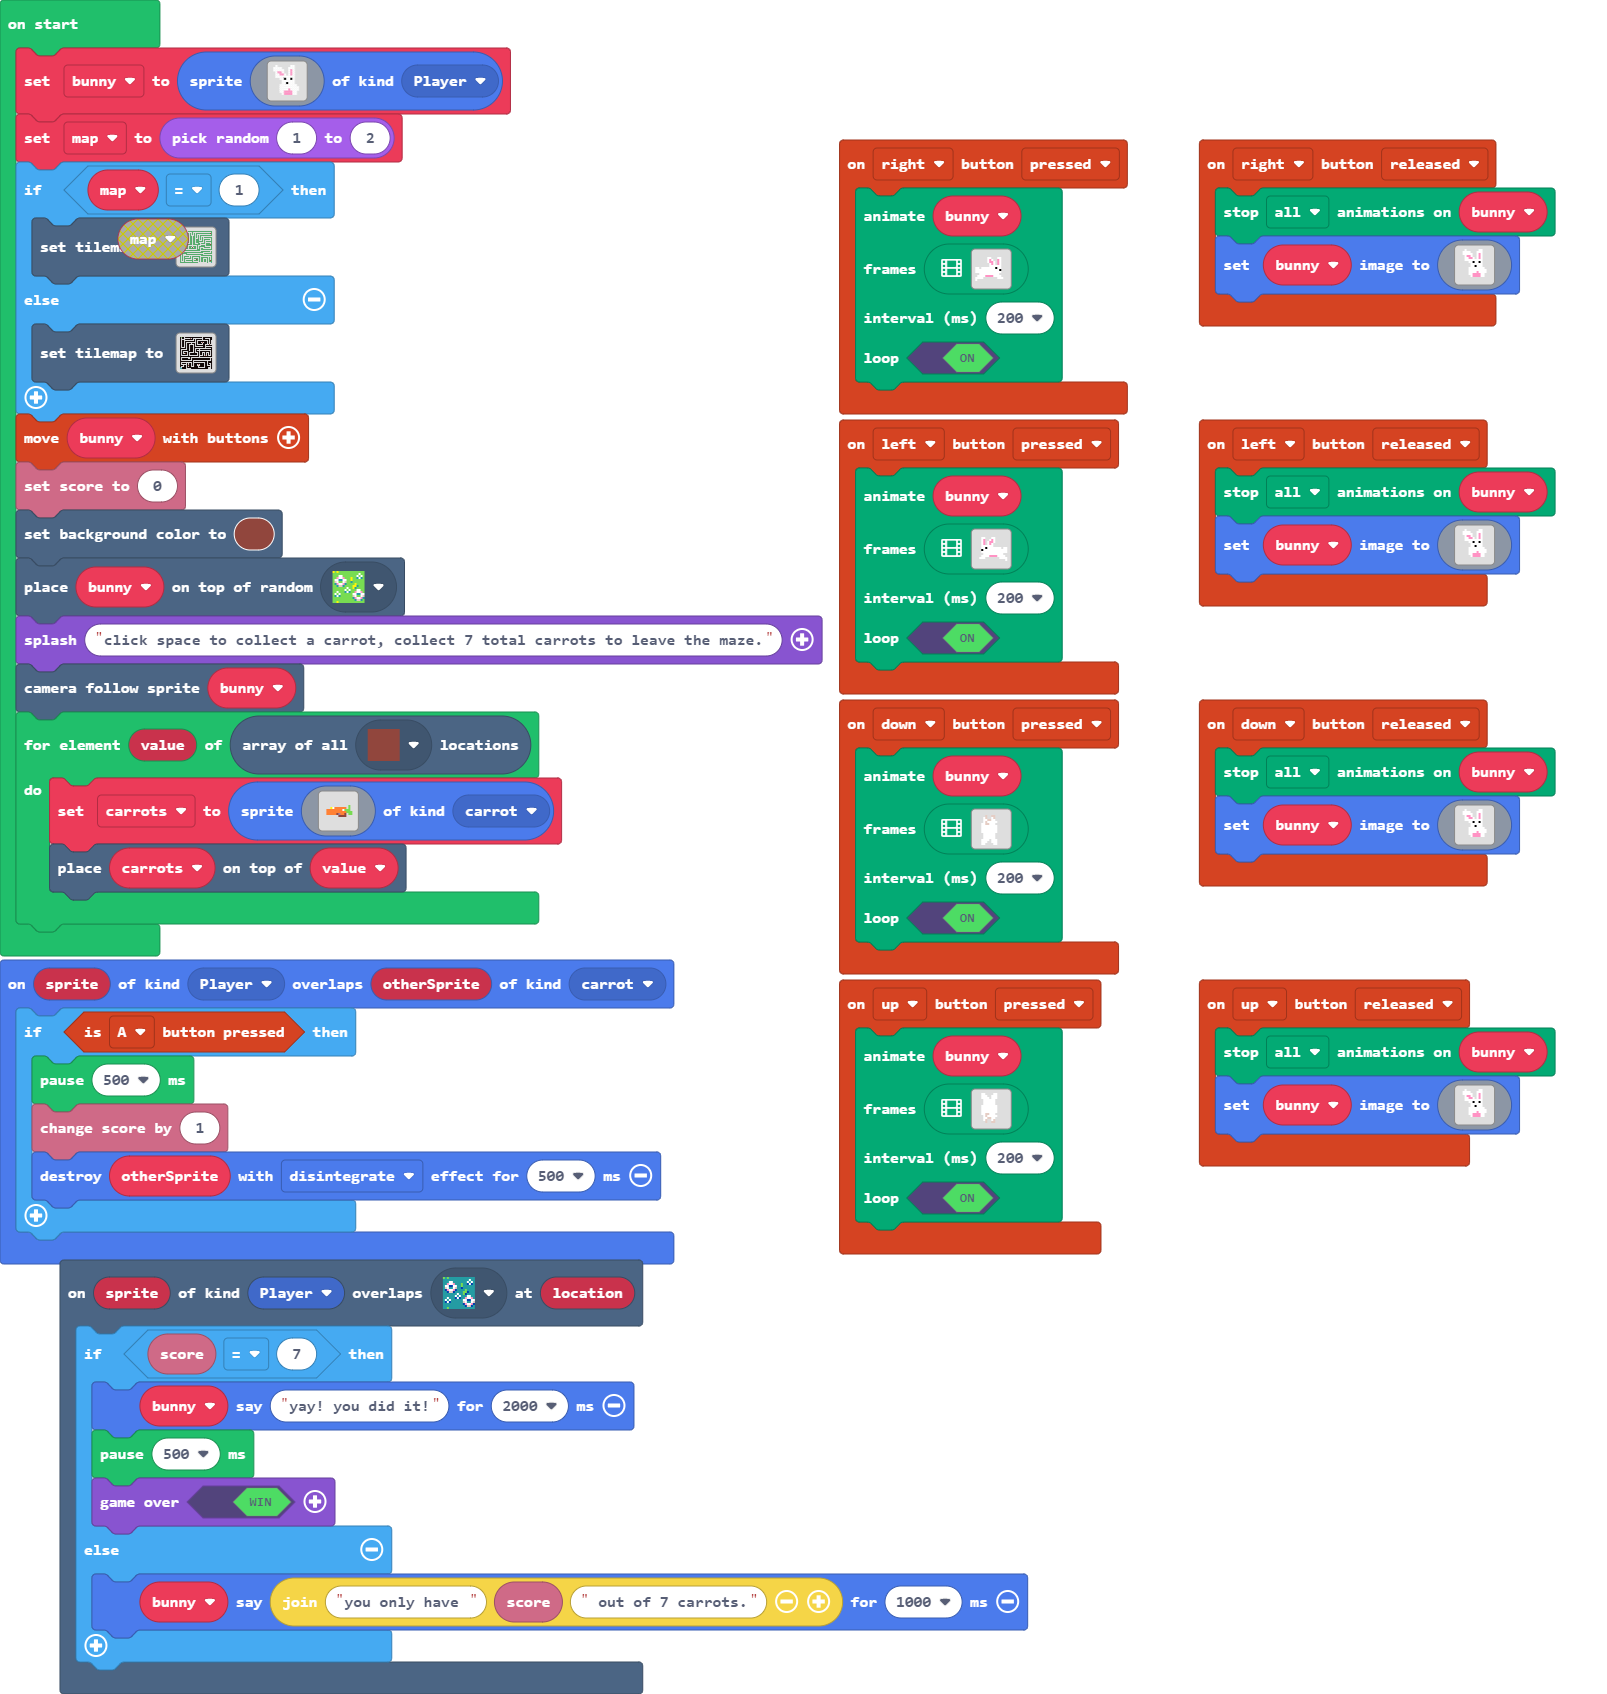 on start
set bunny to sprite of kind Player
set map to pick random 1 to 2
if map = 1 then
set tilem map
else
set tilemap to
move bunny with buttons
set score to 0
set background color to
place bunny on top of random
splash "click space to collect a carrot, collect 7 total carrots to leave the maze."
camera follow sprite bunny
for element value of array of all locations
do
set carrots to sprite of kind carrot
place carrots on top of value
on sprite of kind Player overlaps otherSprite of kind carrot
if is A button pressed then
pause 500 ms
change score by 1
destroy otherSprite with disintegrate effect for 500 ms
on sprite of kind Player overlaps at location
if score = 7 then
bunny say "yay! you did it!" for 2000 ms
pause 500 ms
game over WIN
else
bunny say join "you only have " score " out of 7 carrots." for 1000 ms
on right button pressed
animate bunny
frames
interval (ms) 200
loop ON
on left button pressed
animate bunny
frames
interval (ms) 200
loop ON
on down button pressed
animate bunny
frames
interval (ms) 200
loop ON
on up button pressed
animate bunny
frames
interval (ms) 200
loop ON
on right button released
stop all animations on bunny
set bunny image to
on left button released
stop all animations on bunny
set bunny image to
on down button released
stop all animations on bunny
set bunny image to
on up button released
stop all animations on bunny
set bunny image to